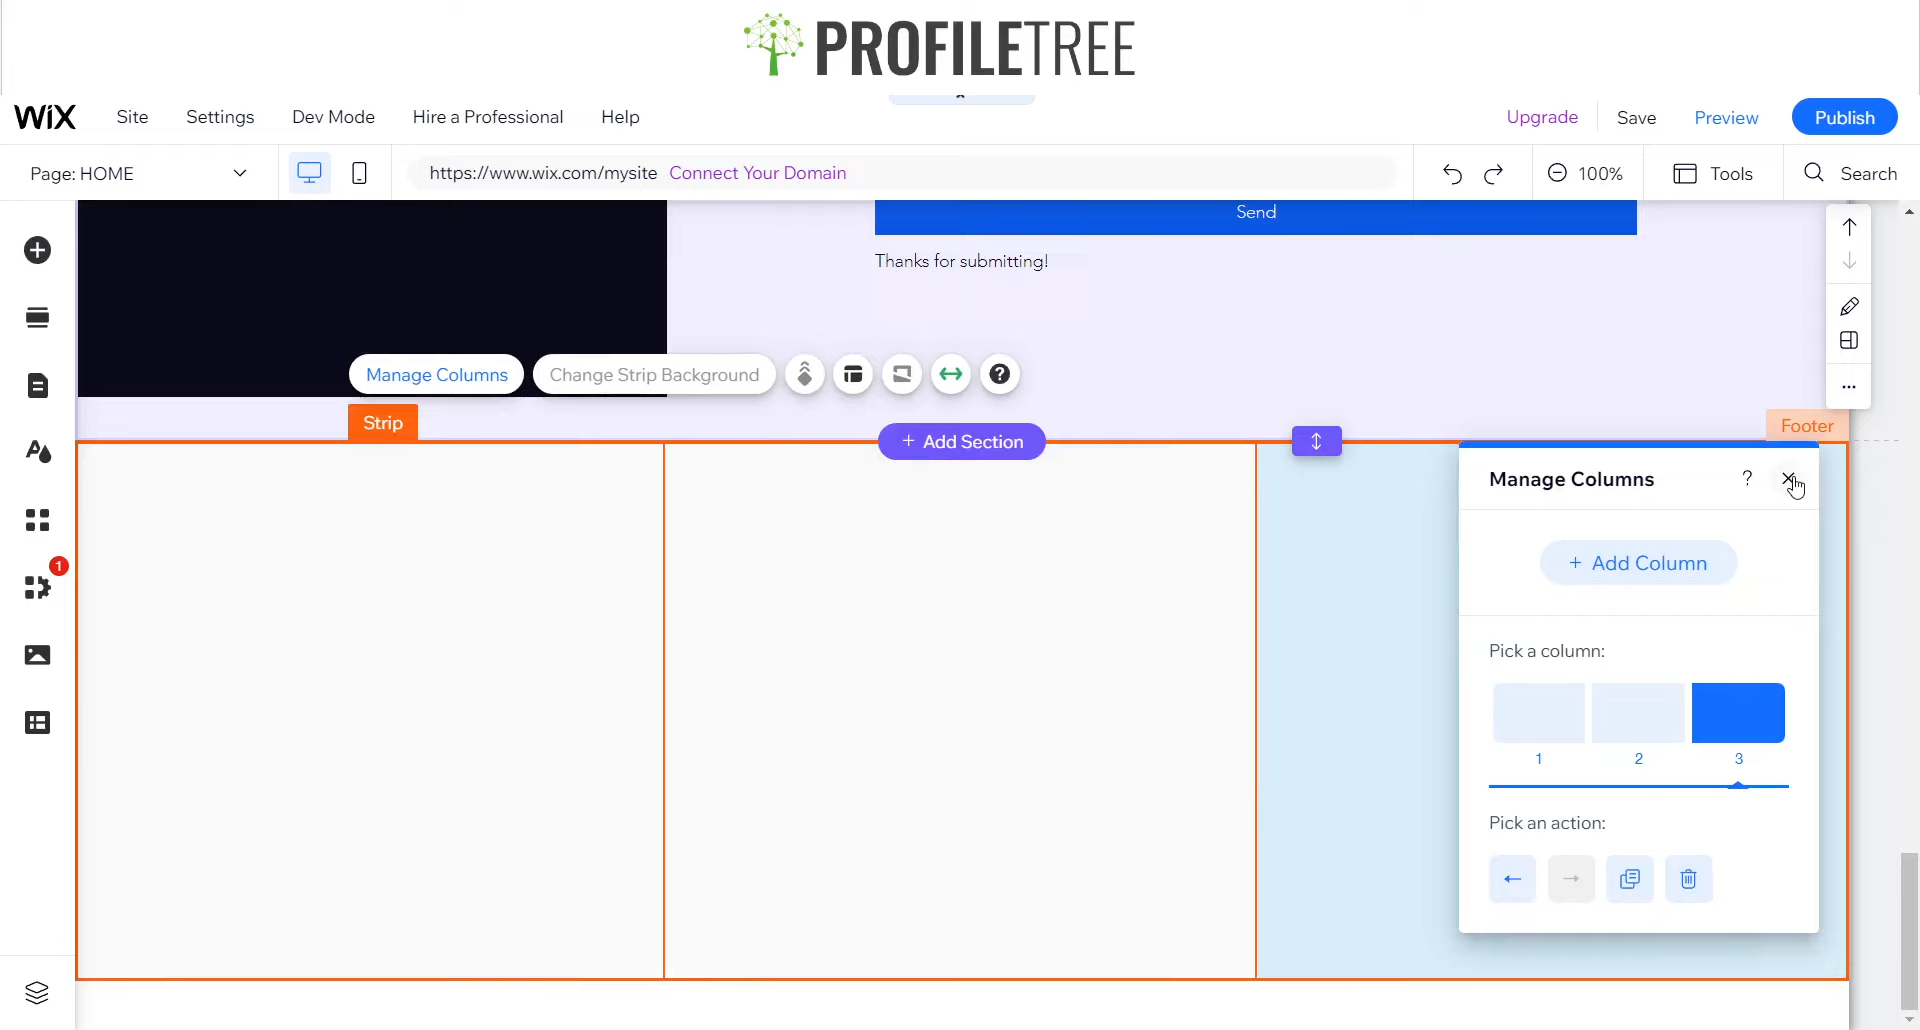 PROFILETREE
WiX Site Settings Dev Mode Hire a Professional Help Upgrade Save Preview Publish
Page: HOME https://www.wix.com/mysite Connect Your Domain 100% Tools Search
Send
Thanks for submitting!
Manage Columns Change Strip Background ?
Strip
+ Add Section
Footer
Manage Columns ?
+ Add Column
1
Pick a column:
1 2 3
Pick an action: